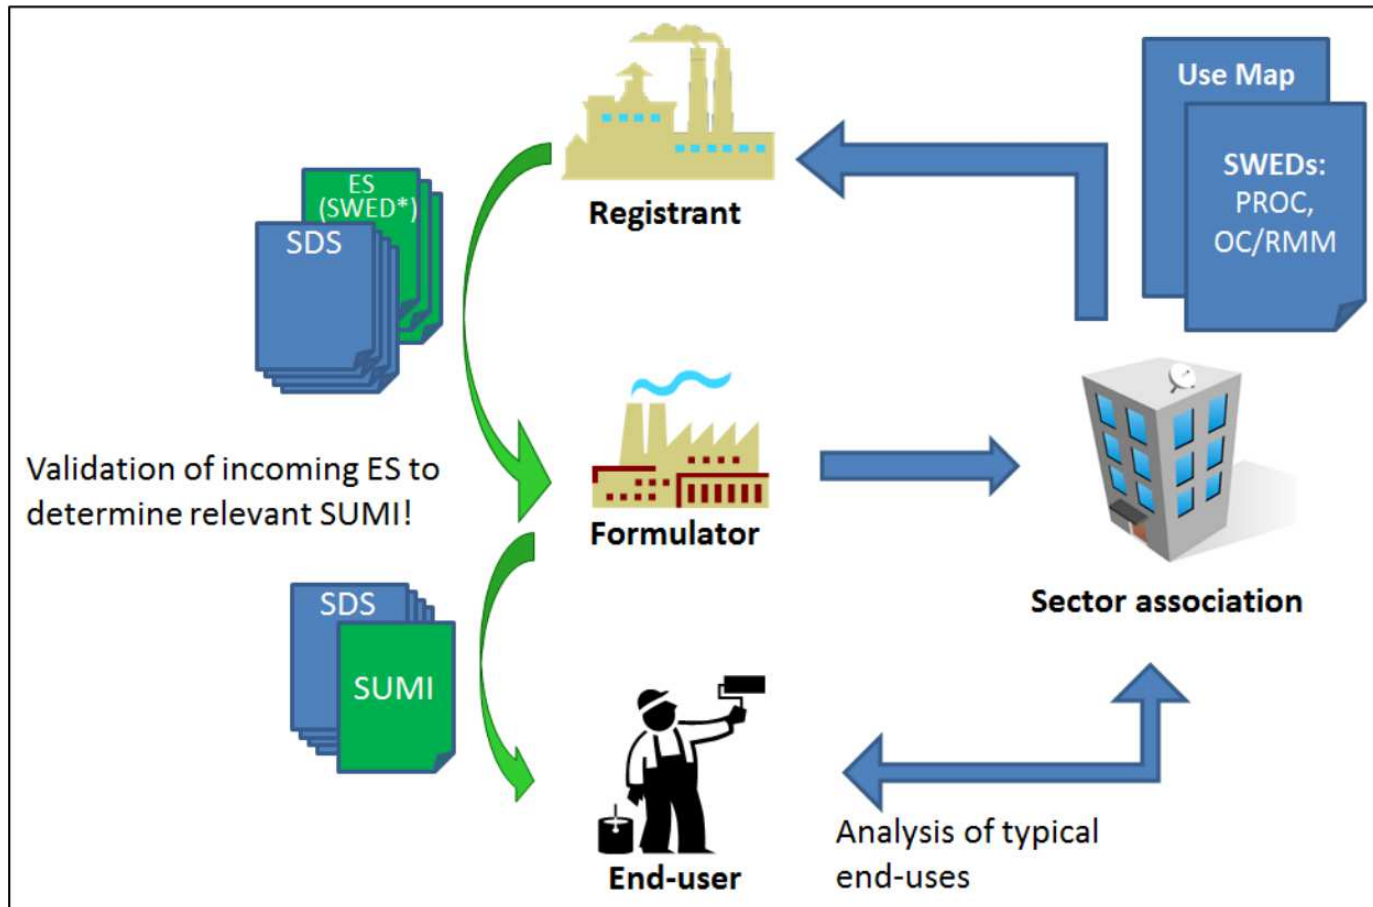 Use Map
SWEDs:
PROC,
OC/RMM
Registrant
ES
(SWED*)
SDS
Validation of incoming ES to
determine relevant SUMI!
Formulator
Sector association
SDS
SUMI
End-user
Analysis of typical
end-uses